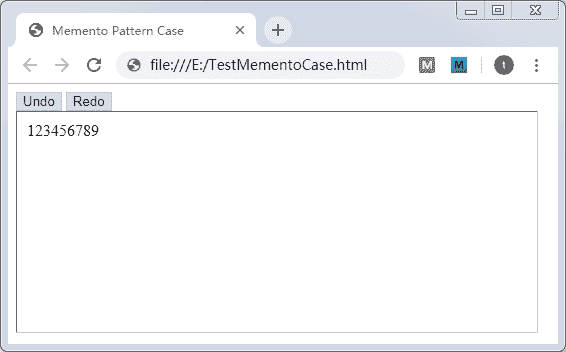 Memento Pattern Case
file:///E:/TestMementoCase.html
M
M
t
Undo Redo
123456789